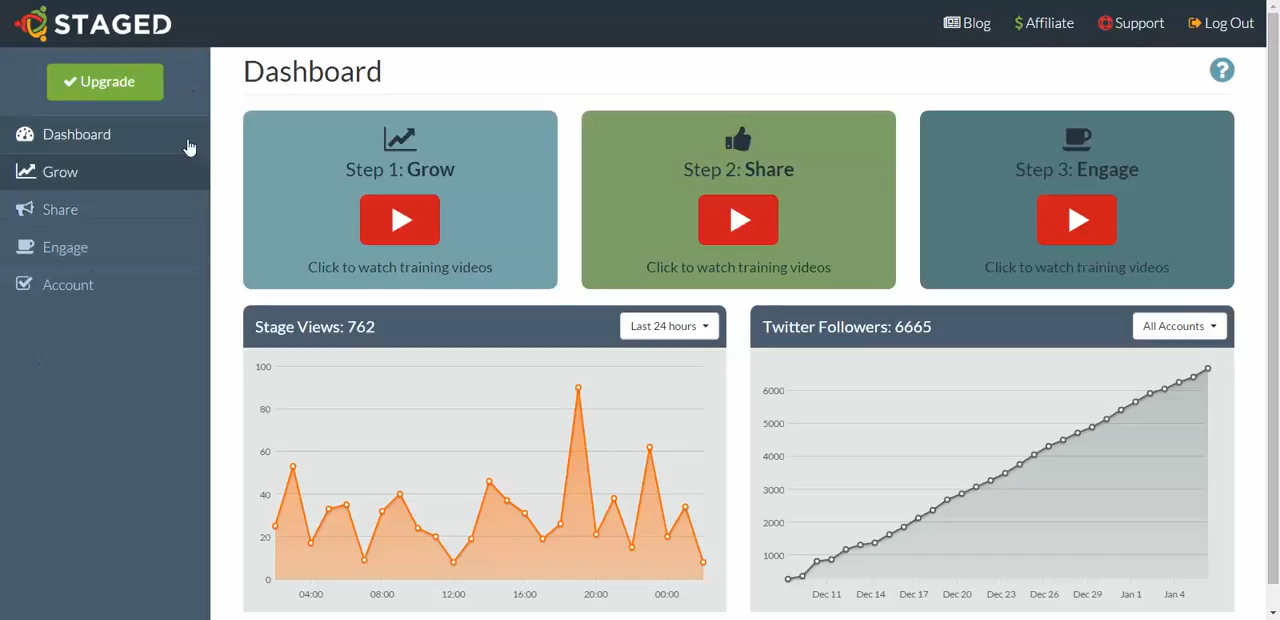 STAGED
Blog
$ Affiliate
Support
Log Out
Upgrade
Dashboard
Grow
Share
Engage
Account
Dashboard
?
Step 1: Grow
Click to watch training videos
Step 2: Share
Click to watch training videos
Step 3: Engage
Click to watch training videos
Stage Views: 762
Last 24 hours
100
80
60
40
20
0
04:00 08:00 12:00 16:00 20:00 00:00
Twitter Followers: 6665
All Accounts
6000
5000
4000
3000
2000
1000
Dec 11 Dec 14 Dec 17 Dec 20 Dec 23 Dec 26 Dec 29 Jan 1 Jan 4